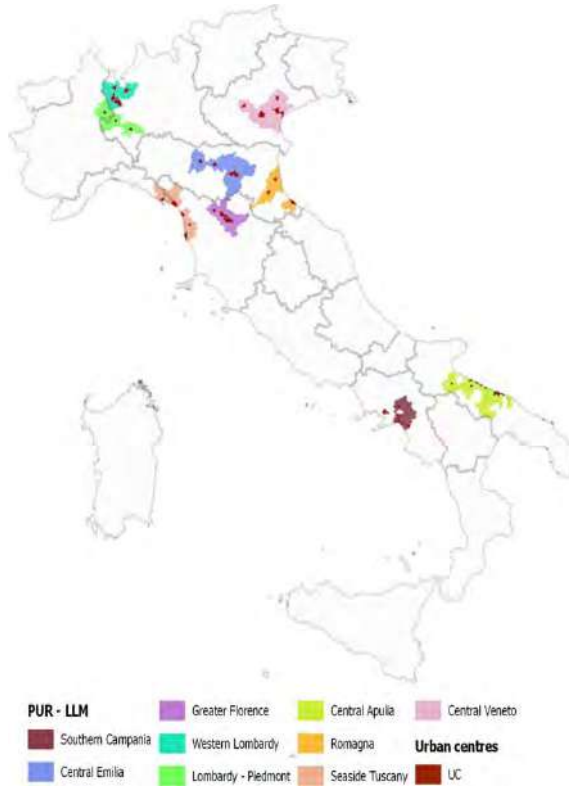 PUR - LLM
Greater Florence
Central Apulia
Central Veneto
Southern Campania
Western Lombardy
Romagna
Urban centres
Central Emilia
Lombardy - Piedmont
Seaside Tuscany
UC